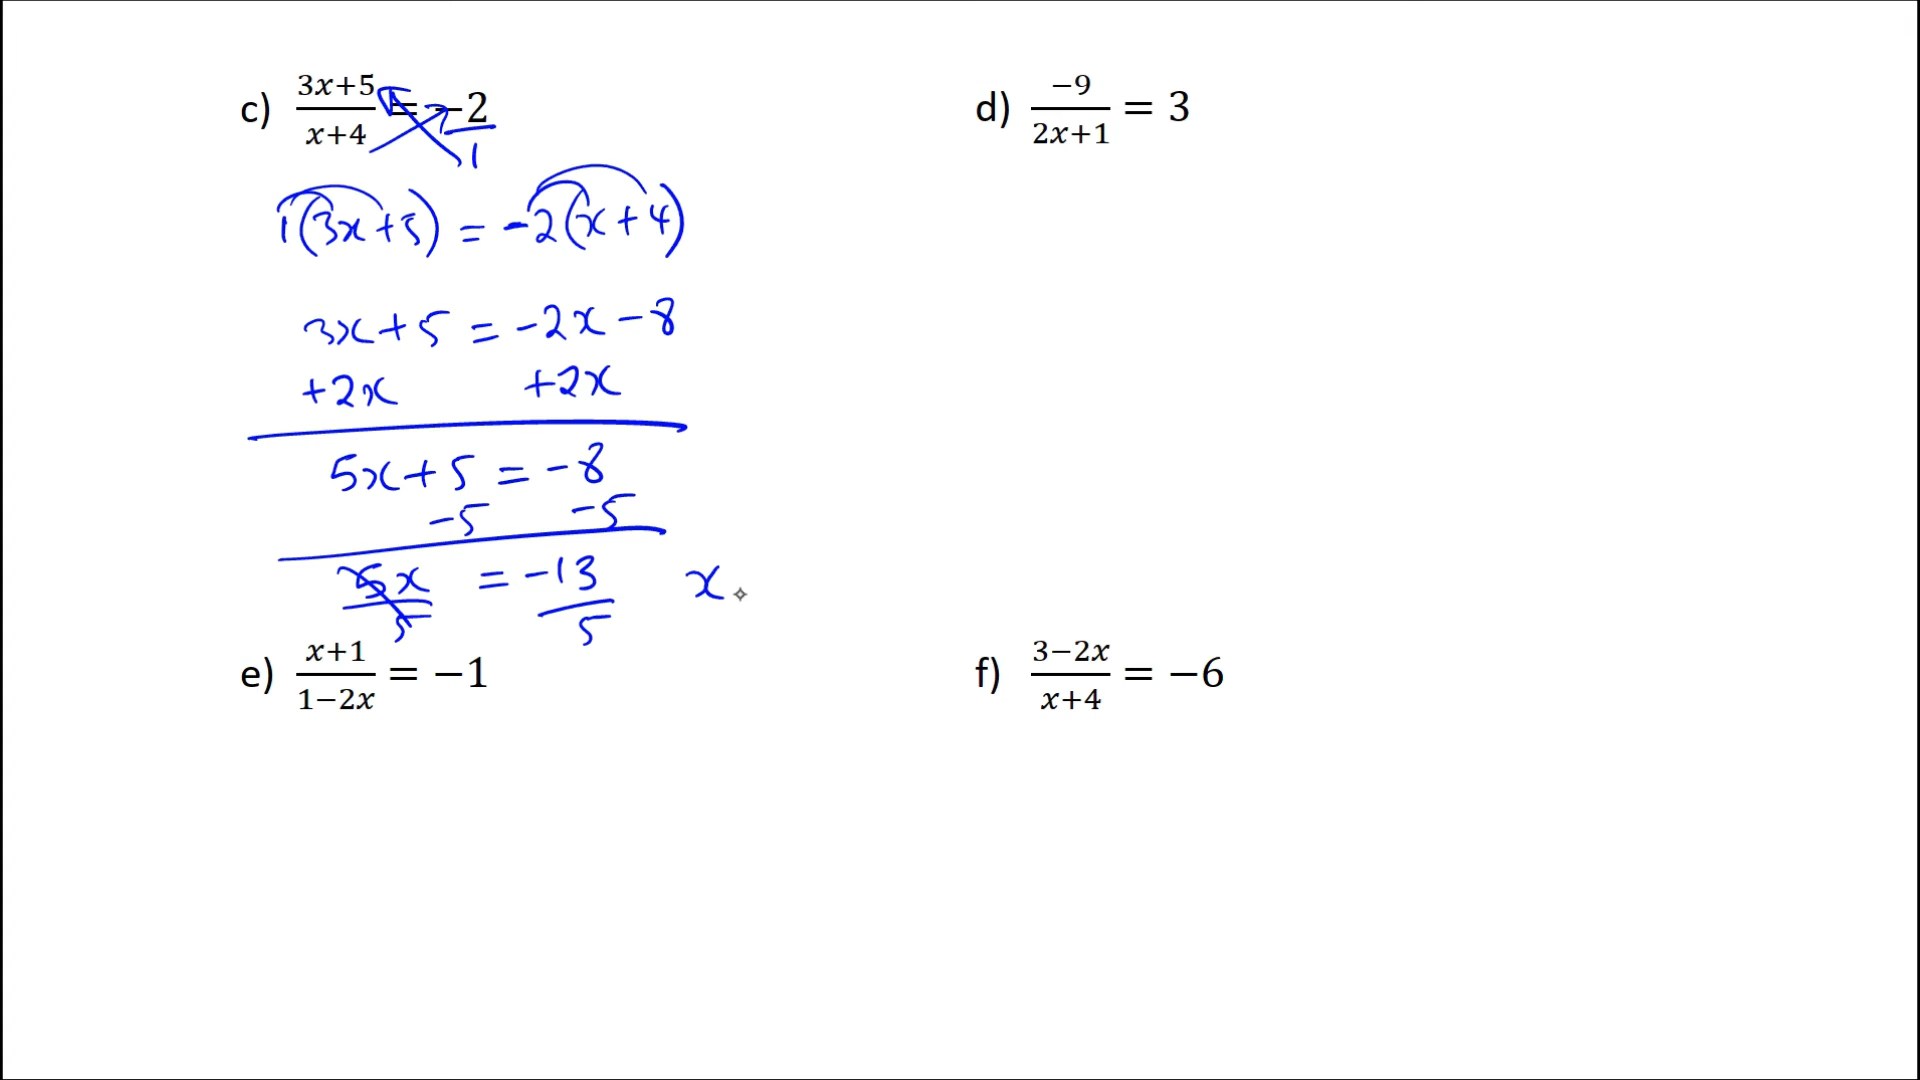 c) (3x+5)/(x+4) = −2/1
1(3x+5) = -2(x+4)
3x+5 = -2x-8
+2x +2x
5x+5 = -8
-5 -5
5x/5 = -13/5 x
d) −9/(2x+1) = 3
e) (x+1)/(1−2x) = −1
f) (3−2x)/(x+4) = −6